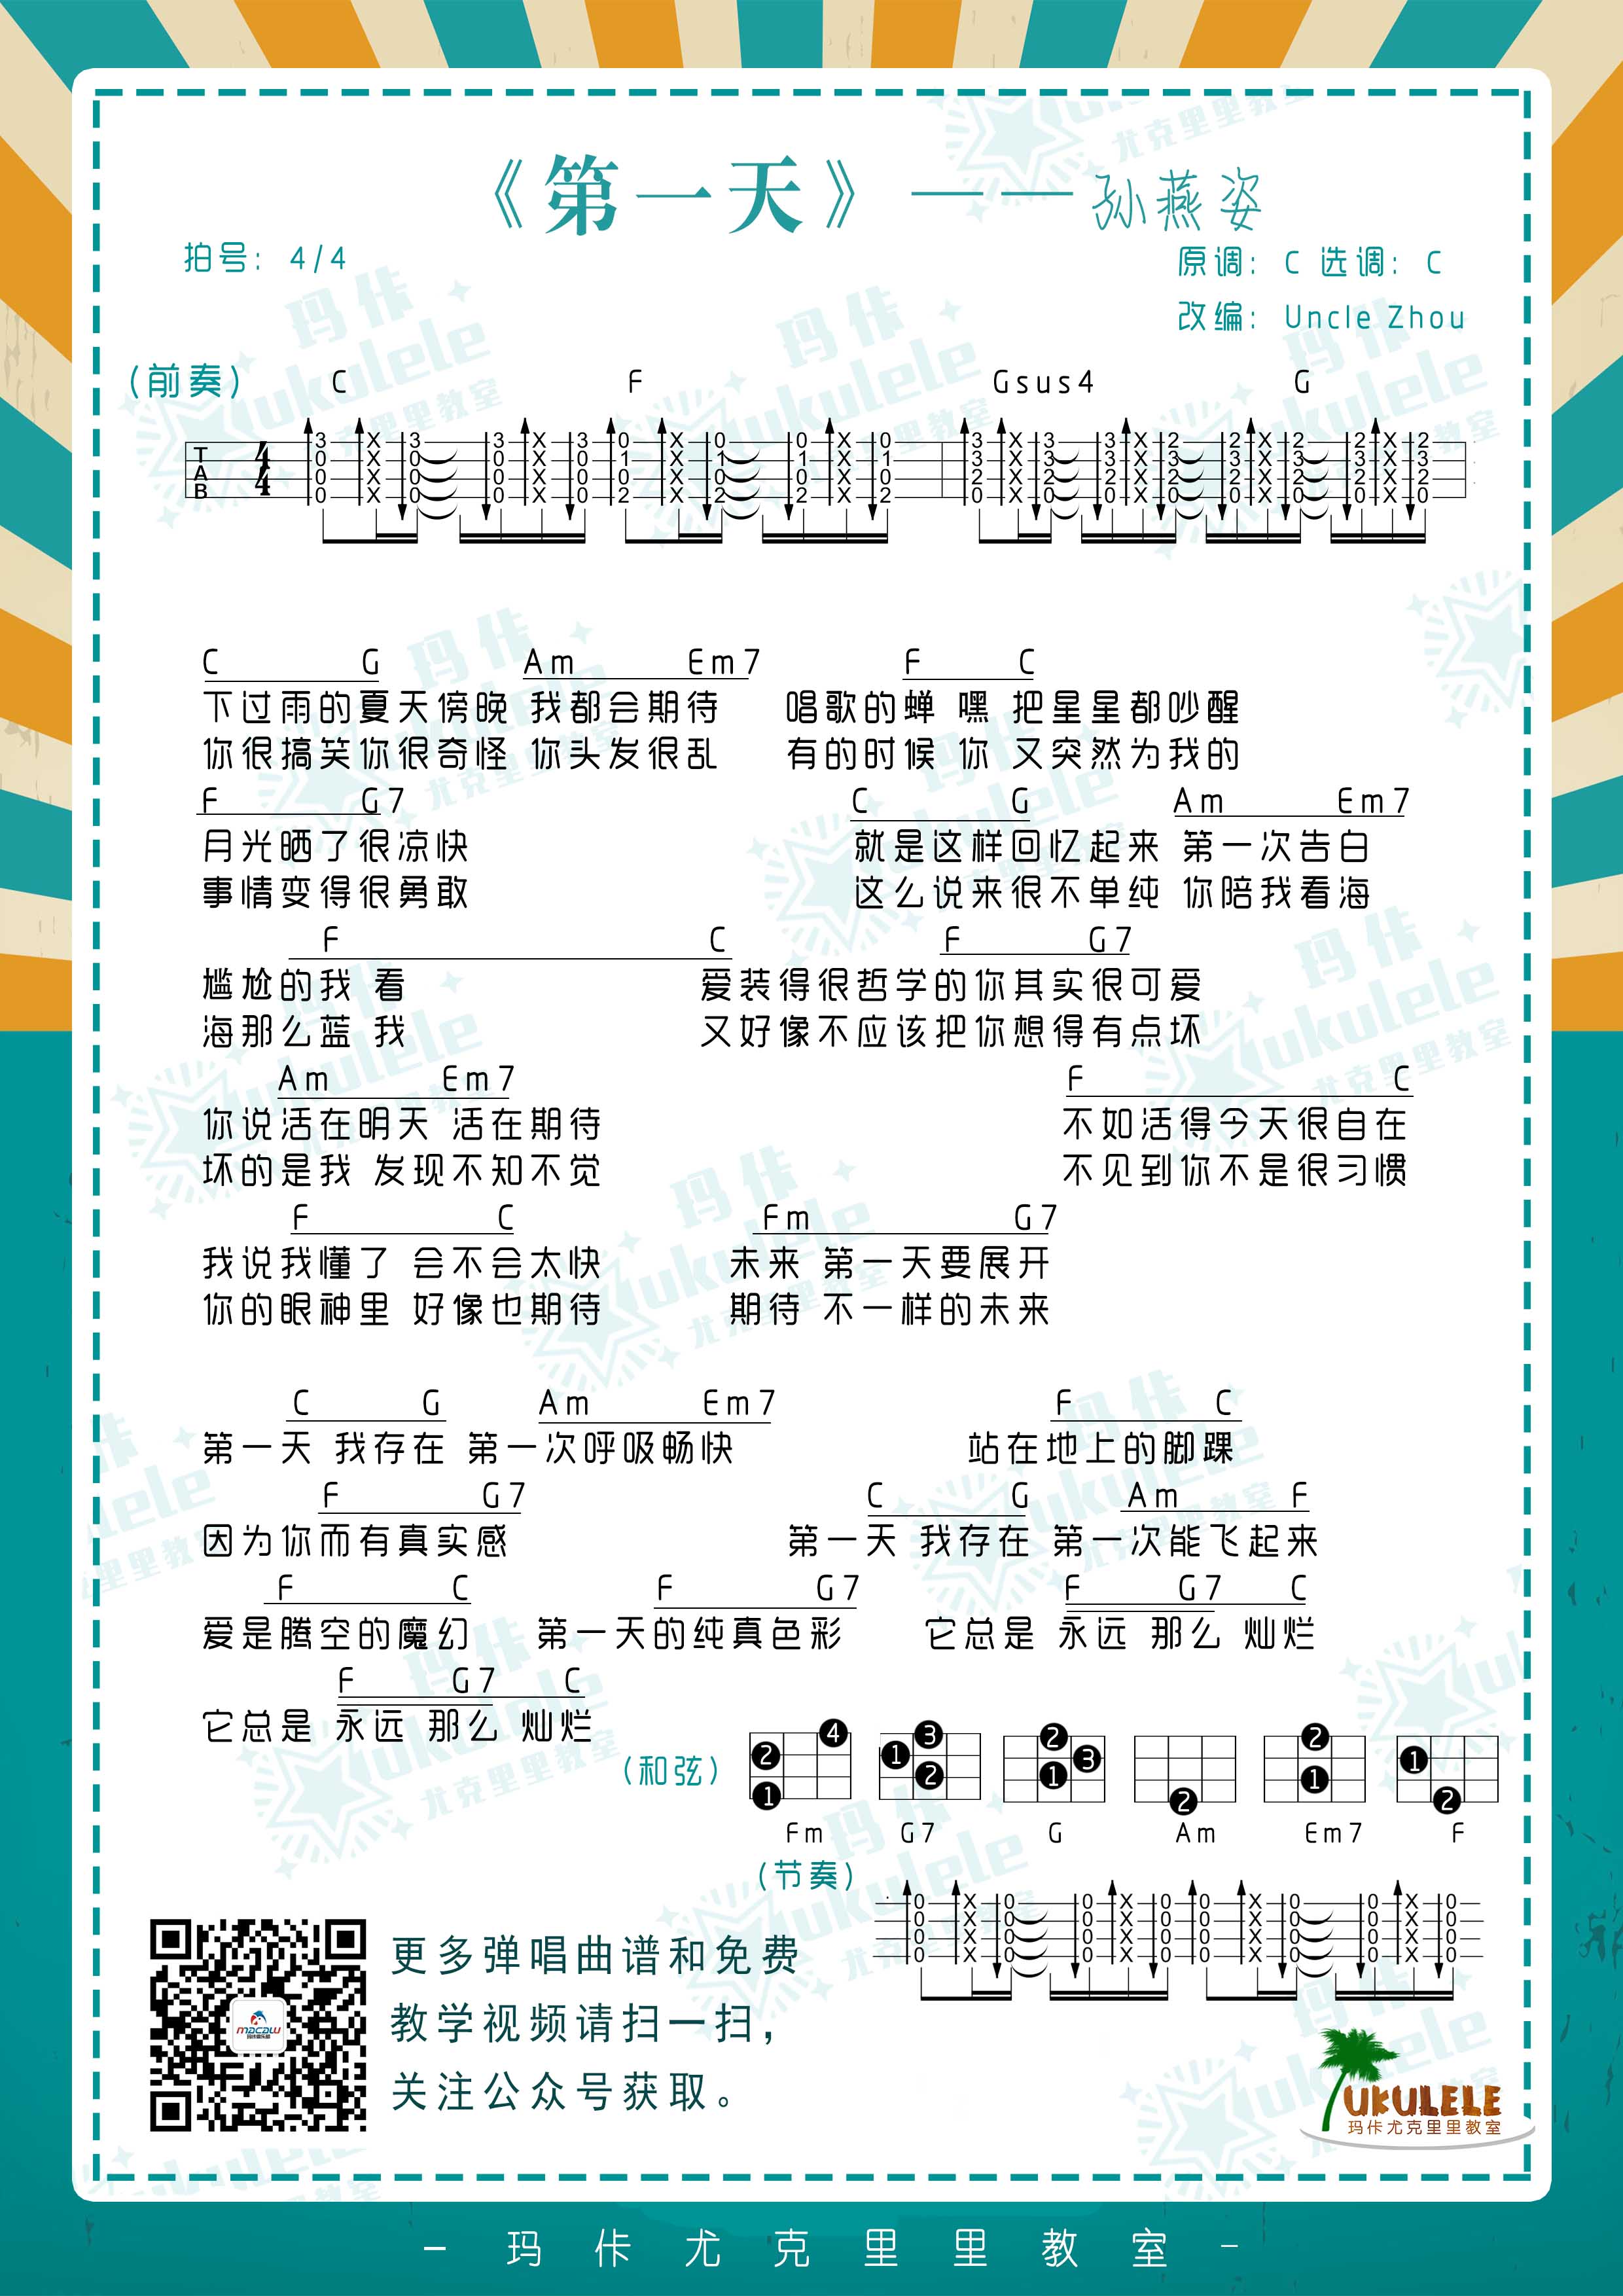 《第一天》——孙燕姿
拍号: 4/4
原调: C 选调: C
改编: Uncle Zhou
(前奏) C F Gsus4 G
T A B 4 4
3 X 3 3 X 3 0 X 0 0 X 0 3 X 3 3 X 2 2 X 2 2 X 2
0 X 0 0 X 0 1 X 1 1 X 1 3 X 3 3 X 3 3 X 3 3 X 3
0 X 0 0 X 0 0 X 0 0 X 0 2 X 2 2 X 2 2 X 2 2 X 2
0 X 0 0 X 0 2 X 2 2 X 2 0 X 0 0 X 0 0 X 0 0 X 0
C G Am Em7 F C
下过雨的夏天傍晚 我都会期待 唱歌的蝉 嘿 把星星都吵醒
你很搞笑你很奇怪 你头发很乱 有的时候 你 又突然为我的
F G7 C G Am Em7
月光晒了很凉快 就是这样回忆起来 第一次告白
事情变得很勇敢 这么说来很不单纯 你陪我看海
F C F G7
尴尬的我 看 爱装得很哲学的你其实很可爱
海那么蓝 我 又好像不应该把你想得有点坏
Am Em7 F C
你说活在明天 活在期待 不如活得今天很自在
坏的是我 发现不知不觉 不见到你不是很习惯
F C Fm G7
我说我懂了 会不会太快 未来 第一天要展开
你的眼神里 好像也期待 期待 不一样的未来
C G Am Em7 F C
第一天 我存在 第一次呼吸畅快 站在地上的脚踝
F G7 C G Am F
因为你而有真实感 第一天 我存在 第一次能飞起来
F C F G7 F G7 C
爱是腾空的魔幻 第一天的纯真色彩 它总是 永远 那么 灿烂
F G7 C
它总是 永远 那么 灿烂
(和弦) 2 4 1 1 3 2 2 1 3 2 2 1 1 2
Fm G7 G Am Em7 F
(节奏)
0 X 0 0 X 0 0 X 0 0 X 0
0 X 0 0 X 0 0 X 0 0 X 0
0 X 0 0 X 0 0 X 0 0 X 0
0 X 0 0 X 0 0 X 0 0 X 0
更多弹唱曲谱和免费
教学视频请扫一扫,
关注公众号获取。
macaw
UKULELE
玛佧尤克里里教室
- 玛佧尤克里里教室 -